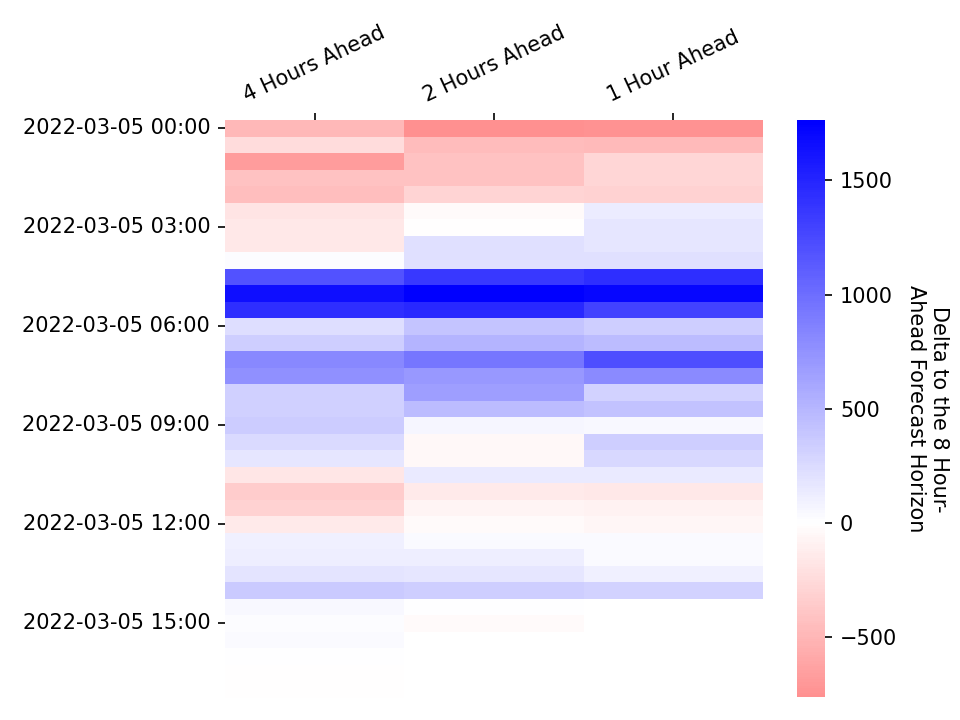 4 Hours Ahead
2 Hours Ahead
1 Hour Ahead
2022-03-05 00:00
2022-03-05 03:00
2022-03-05 06:00
2022-03-05 09:00
2022-03-05 12:00
2022-03-05 15:00
1500
1000
500
0
−500
Delta to the 8 Hour-
Ahead Forecast Horizon